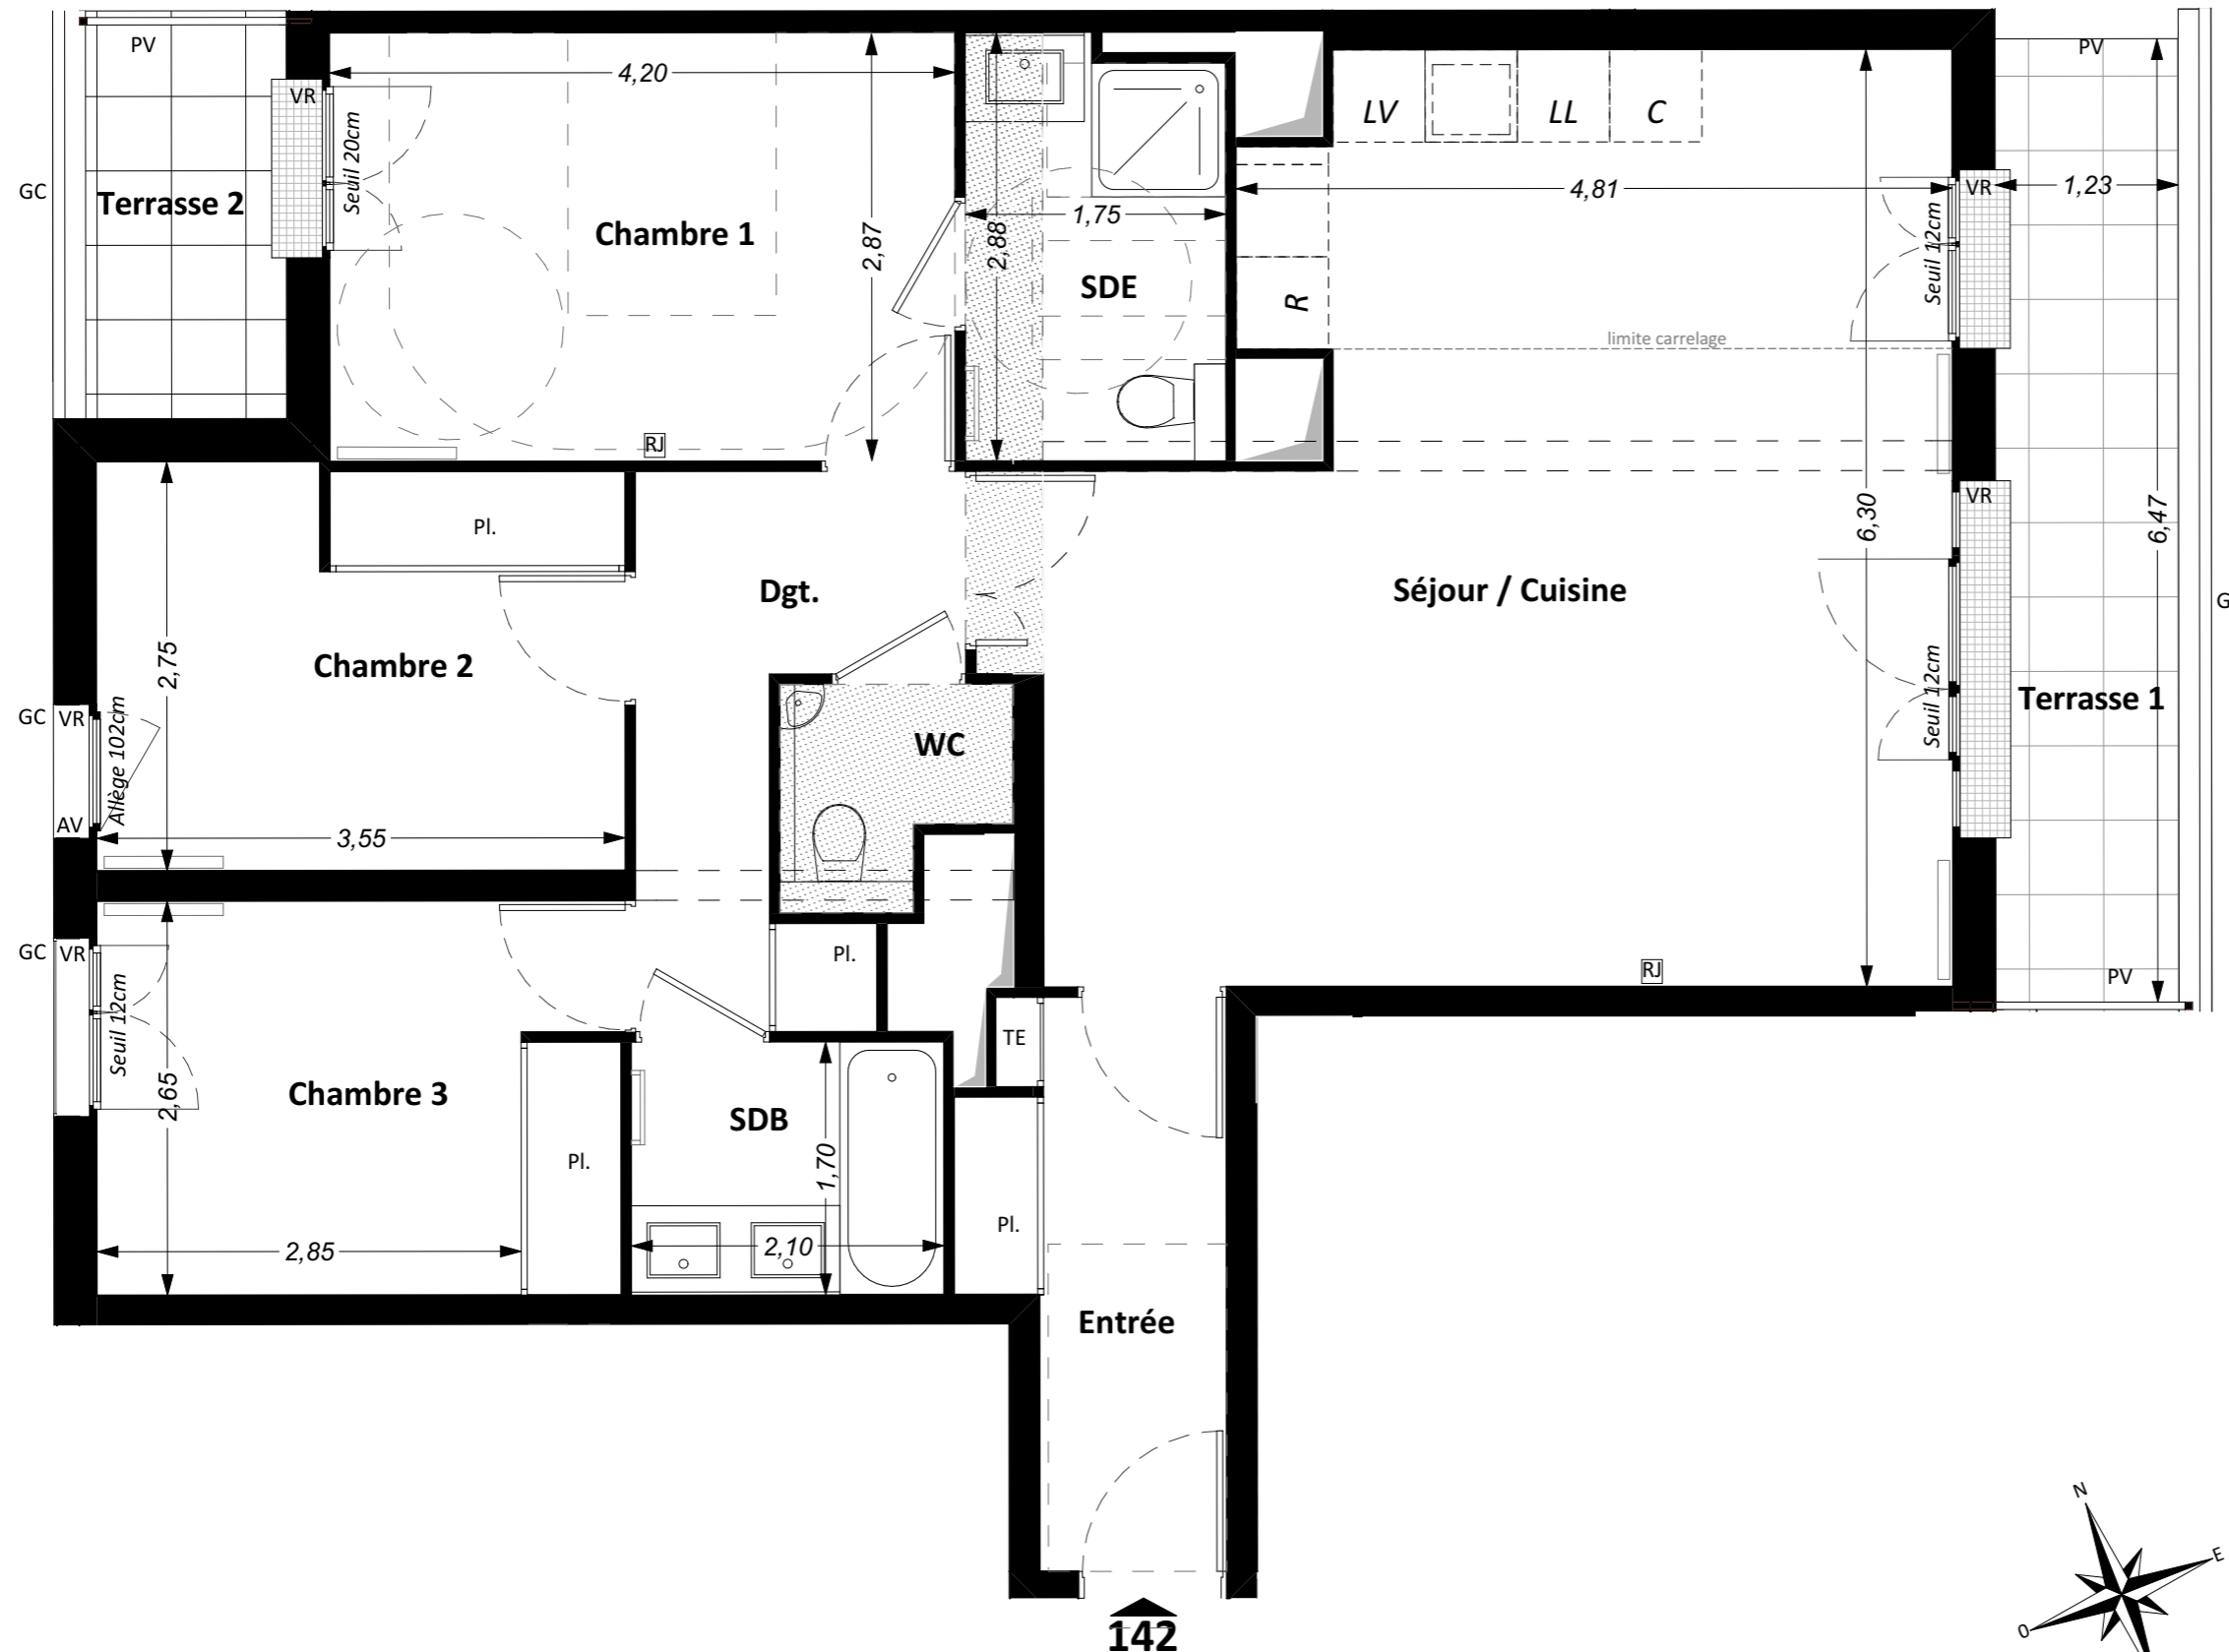 PV
PV
4,20
VR
LV
LL
C
Seuil 20cm
GC
Terrasse 2
Chambre 1
2,87
2,88
1,75
4,81
VR
1,23
Seuil 12cm
SDE
R
limite carrelage
RJ
VR
6,30
6,47
Pl.
Dgt.
Séjour / Cuisine
G
2,75
Chambre 2
Seuil 12cm
Terrasse 1
GC
VR
Allège 102cm
WC
AV
3,55
GC
VR
Pl.
RJ
PV
Seuil 12cm
TE
2,65
Chambre 3
SDB
1,70
Pl.
Pl.
2,85
2,10
Entrée
N
E
O
142